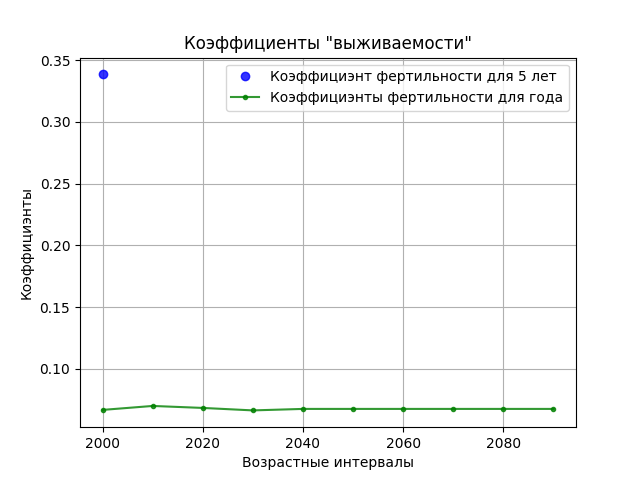 Коэффициенты "выживаемости"
Коэффициэнт фертильности для 5 лет
Коэффициэнты фертильности для года
Коэффициэнты
0.35
0.30
0.25
0.20
0.15
0.10
2000
2020
2040
2060
2080
Возрастные интервалы